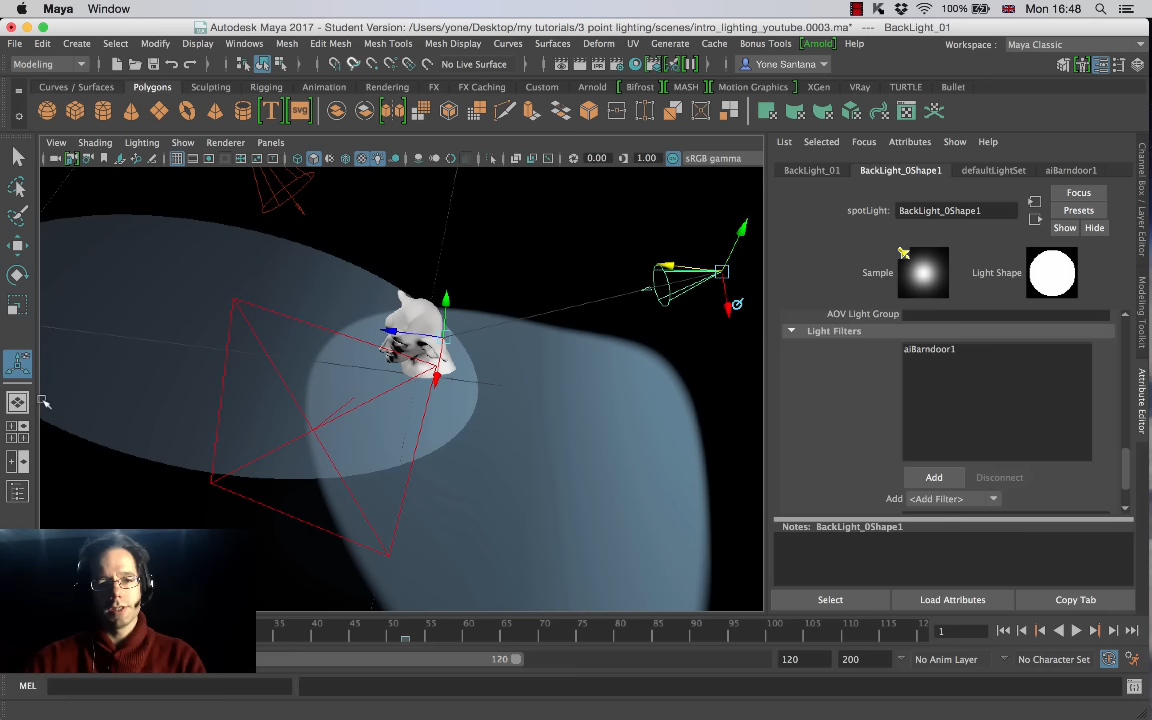 Maya Window 100% Mon 16:48
Autodesk Maya 2017 - Student Version: /Users/yone/Desktop/my tutorials/3 point lighting/scenes/intro_lighting_youtube.0003.ma* --- BackLight_01
File Edit Create Select Modify Display Windows Mesh Edit Mesh Mesh Tools Mesh Display Curves Surfaces Deform UV Generate Cache Bonus Tools [Arnold] Help Workspace : Maya Classic
Modeling No Live Surface Yone Santana
Curves / Surfaces Polygons Sculpting Rigging Animation Rendering FX FX Caching Custom Arnold Bifrost MASH Motion Graphics XGen VRay TURTLE Bullet
T svg
View Shading Lighting Show Renderer Panels
0.00 1.00 sRGB gamma
List Selected Focus Attributes Show Help
BackLight_01 BackLight_0Shape1 defaultLightSet aiBarndoor1
spotLight: BackLight_0Shape1
Focus
Presets
Show Hide
Sample Light Shape
AOV Light Group
Light Filters
aiBarndoor1
Add Disconnect
Add <Add Filter>
Notes: BackLight_0Shape1
Select Load Attributes Copy Tab
Channel Box / Layer Editor
Modeling Toolkit
Attribute Editor
35 40 45 50 55 60 65 70 75 80 85 90 95 100 105 110 115 12
1
120 120 200 No Anim Layer No Character Set
MEL